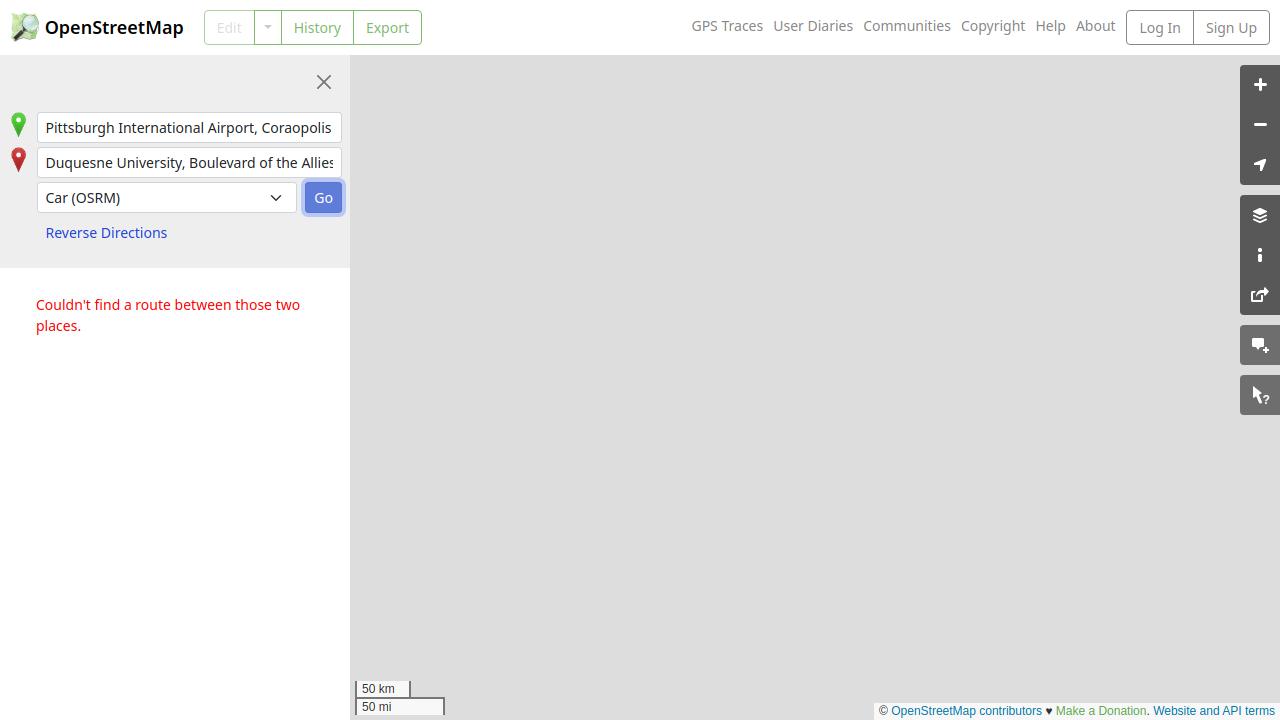 OpenStreetMap
Edit
History
Export
GPS Traces
User Diaries
Communities
Copyright
Help
About
Log In
Sign Up
Pittsburgh International Airport, Coraopolis
Duquesne University, Boulevard of the Allies
Car (OSRM)
Go
Reverse Directions
Couldn't find a route between those two
places.
50 km
50 mi
© OpenStreetMap contributors ♥ Make a Donation. Website and API terms